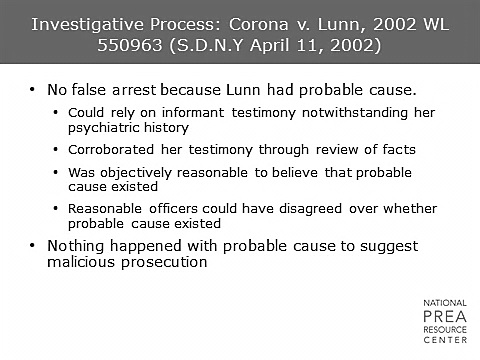 Investigative Process: Corona v. Lunn, 2002 WL
550963 (S.D.N.Y April 11, 2002)
• No false arrest because Lunn had probable cause.
• Could rely on informant testimony notwithstanding her
psychiatric history
• Corroborated her testimony through review of facts
• Was objectively reasonable to believe that probable
cause existed
• Reasonable officers could have disagreed over whether
probable cause existed
• Nothing happened with probable cause to suggest
malicious prosecution
NATIONAL
PREA
RESOURCE
CENTER